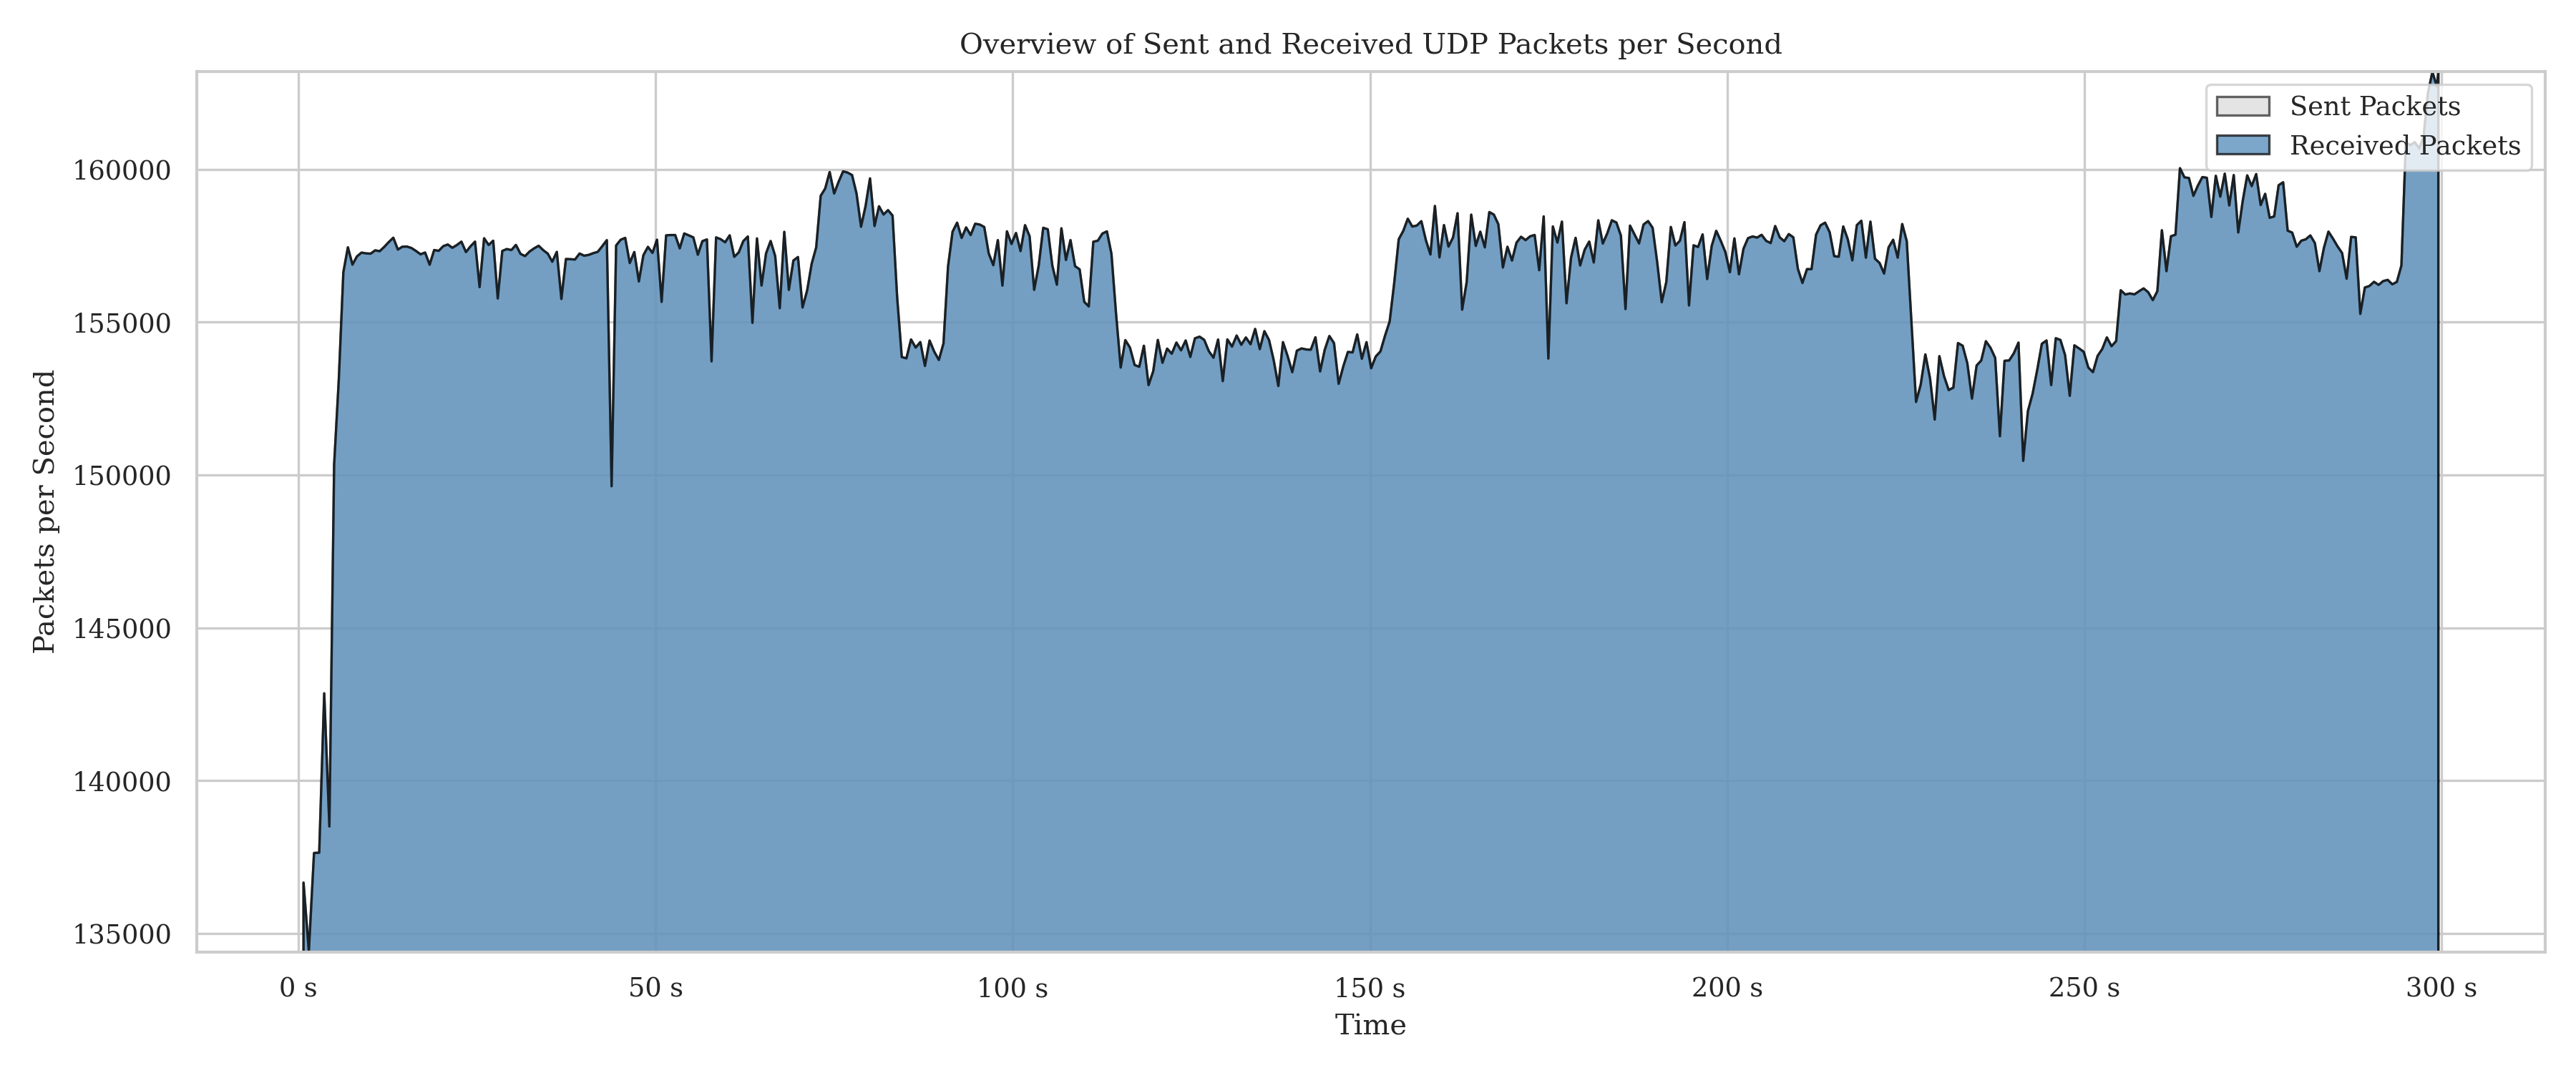 Overview of Sent and Received UDP Packets per Second
Sent Packets
Received Packets
Packets per Second
160000
155000
150000
145000
140000
135000
0 s
50 s
100 s
150 s
200 s
250 s
300 s
Time